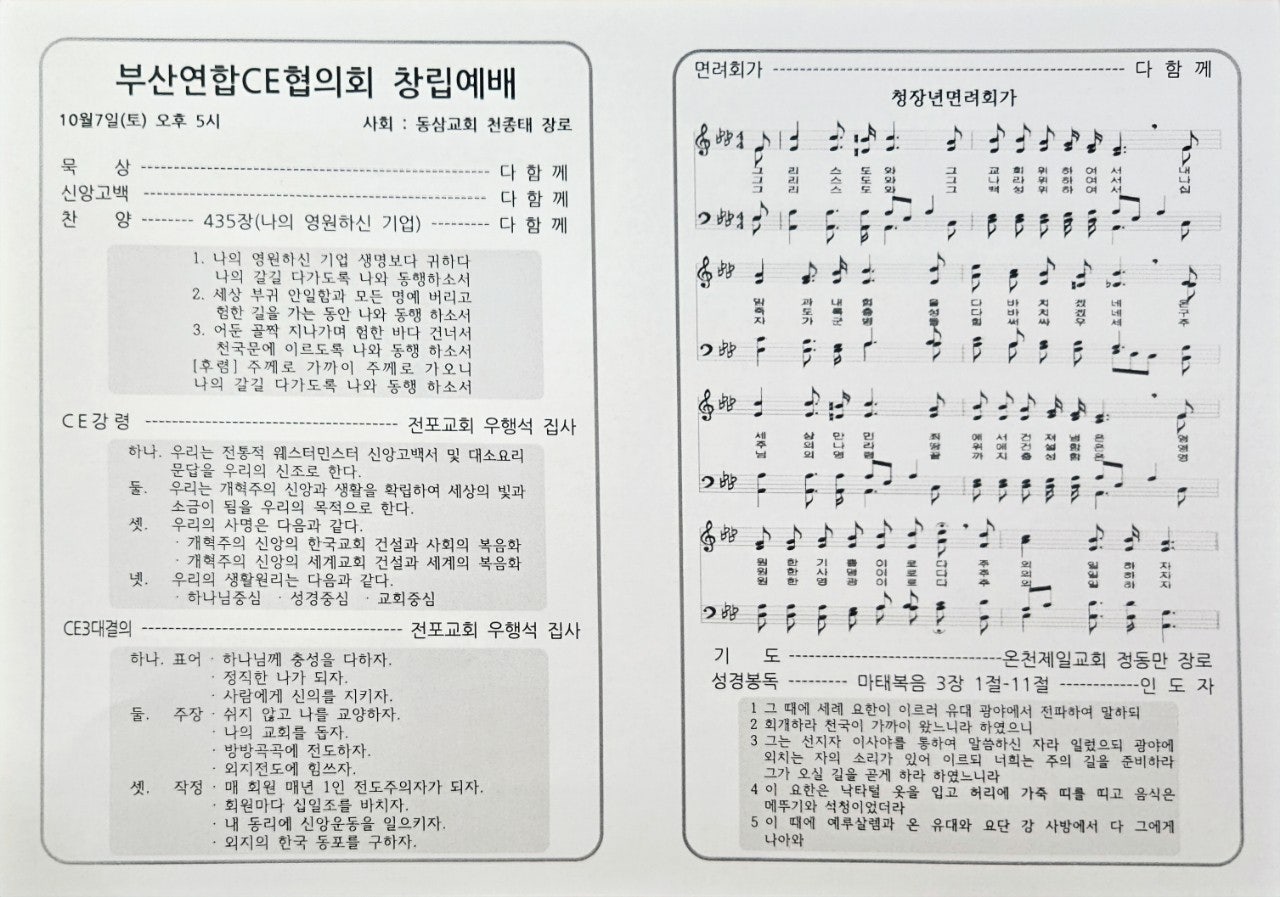 부산연합CE협의회 창립예배
10월7일(토) 오후 5시 사회 : 동삼교회 천종태 장로
묵 상 다 함 께
신앙고백 다 함 께
찬 양 435장(나의 영원하신 기업) 다 함 께
1. 나의 영원하신 기업 생명보다 귀하다
나의 갈길 다가도록 나와 동행하소서
2. 세상 부귀 안일함과 모든 명예 버리고
험한 길을 가는 동안 나와 동행 하소서
3. 어둔 골짝 지나가며 험한 바다 건너서
천국문에 이르도록 나와 동행 하소서
[후렴] 주께로 가까이 주께로 가오니
나의 갈길 다가도록 나와 동행 하소서
CE강령 전포교회 우행석 집사
하나. 우리는 전통적 웨스터민스터 신앙고백서 및 대소요리
문답을 우리의 신조로 한다.
둘. 우리는 개혁주의 신앙과 생활을 확립하여 세상의 빛과
소금이 됨을 우리의 목적으로 한다.
셋. 우리의 사명은 다음과 같다.
· 개혁주의 신앙의 한국교회 건설과 사회의 복음화
· 개혁주의 신앙의 세계교회 건설과 세계의 복음화
넷. 우리의 생활원리는 다음과 같다.
· 하나님중심 · 성경중심 · 교회중심
CE3대결의 전포교회 우행석 집사
하나. 표어 · 하나님께 충성을 다하자.
· 정직한 나가 되자.
· 사람에게 신의를 지키자.
둘. 주장 · 쉬지 않고 나를 교양하자.
· 나의 교회를 돕자.
· 방방곡곡에 전도하자.
· 외지전도에 힘쓰자.
셋. 작정 · 매 회원 매년 1인 전도주의자가 되자.
· 회원마다 십일조를 바치자.
· 내 동리에 신앙운동을 일으키자.
· 외지의 한국 동포를 구하자.
면려회가 다 함 께
청장년면려회가
기 도 온천제일교회 정동만 장로
성경봉독 마태복음 3장 1절-11절 인 도 자
1 그 때에 세례 요한이 이르러 유대 광야에서 전파하여 말하되
2 회개하라 천국이 가까이 왔느니라 하였으니
3 그는 선지자 이사야를 통하여 말씀하신 자라 일렀으되 광야에
외치는 자의 소리가 있어 이르되 너희는 주의 길을 준비하라
그가 오실 길을 곧게 하라 하였느니라
4 이 요한은 낙타털 옷을 입고 허리에 가죽 띠를 띠고 음식은
메뚜기와 석청이었더라
5 이 때에 예루살렘과 온 유대와 요단 강 사방에서 다 그에게
나아와